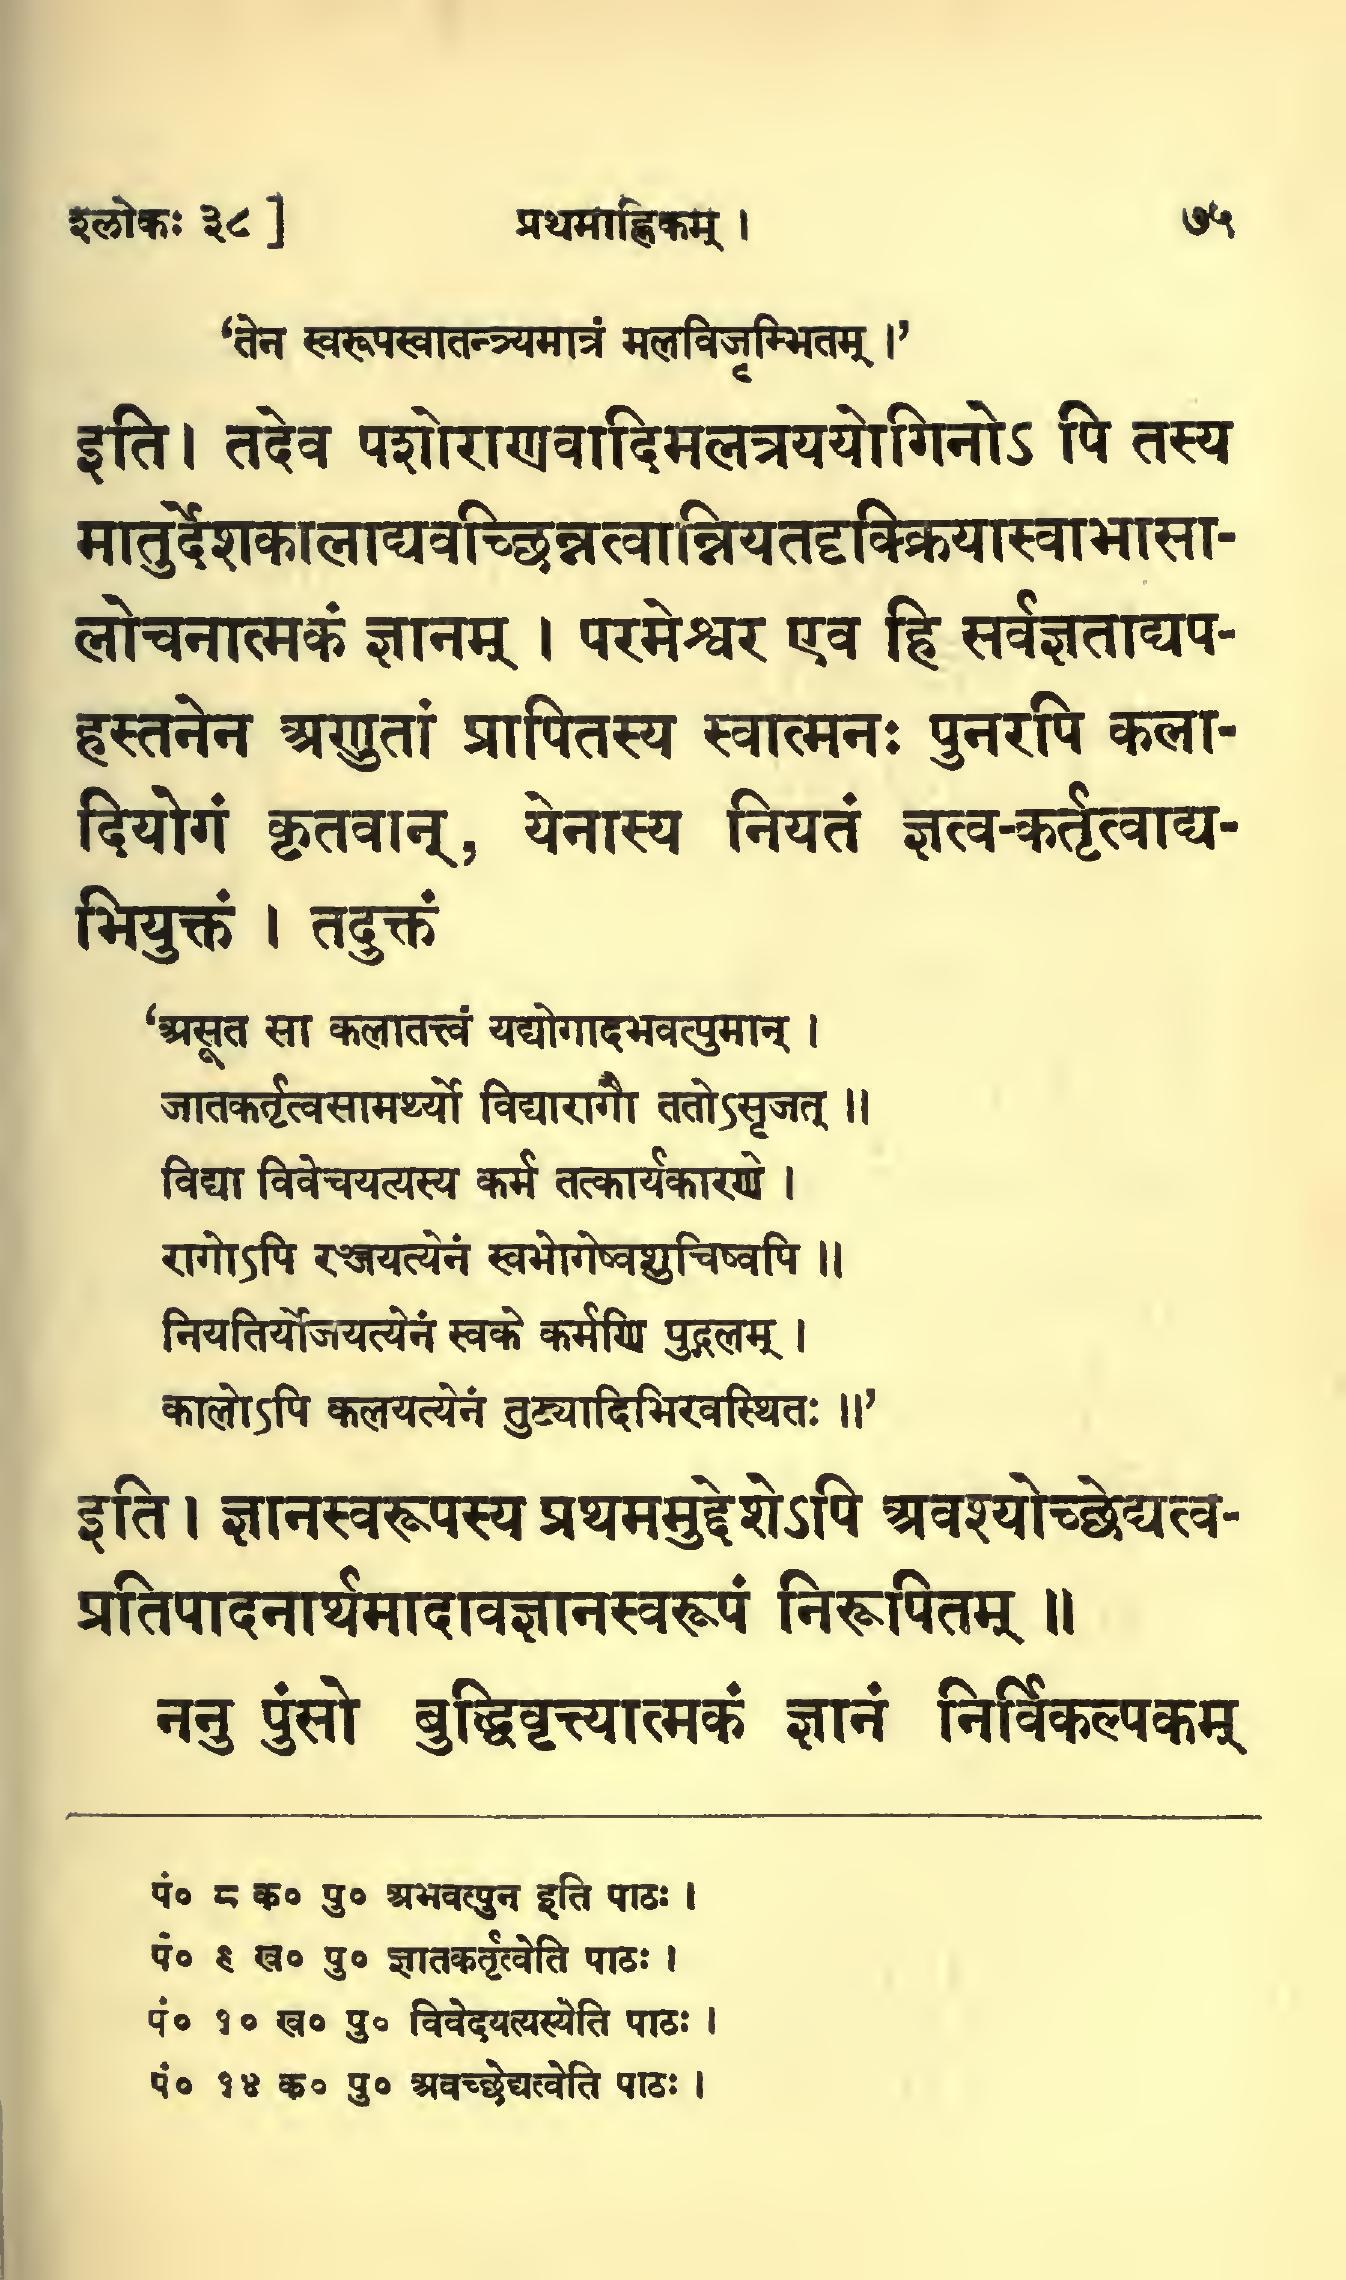 श्लोकः ३८ ]
प्रथमाह्निकम् ।
७५
‘तेन स्वरूपस्वातन्त्र्यमात्रं मलविजृम्भितम् ।’
इति । तदेव पशोराणवादिमलत्रययोगिनोऽ पि तस्य
मातुर्देशकालाद्यवच्छिन्नत्वान्नियतदृक्क्रियास्वाभासा-
लोचनात्मकं ज्ञानम् । परमेश्वर एव हि सर्वज्ञताद्यप-
हस्तनेन अणुतां प्रापितस्य स्वात्मनः पुनरपि कला-
दियोगं कृतवान्, येनास्य नियतं ज्ञत्व-कर्तृत्वाद्य-
भियुक्तं । तदुक्तं
‘असूत सा कलातत्त्वं यद्योगादभवत्पुमान् ।
जातकर्तृत्वसामर्थ्यो विद्यारागौ ततोऽसृजत् ॥
विद्या विवेचयत्यस्य कर्म तत्कार्यकारणे ।
रागोऽपि रञ्जयत्येनं स्वभोगेष्वशुचिष्वपि ॥
नियतिर्योजयत्येनं स्वके कर्मणि पुद्गलम् ।
कालोऽपि कलयत्येनं तुट्यादिभिरवस्थितः ॥’
इति । ज्ञानस्वरूपस्य प्रथममुद्देशेऽपि अवश्योच्छेद्यत्व-
प्रतिपादनार्थमादावज्ञानस्वरूपं निरूपितम् ॥
ननु पुंसो बुद्धिवृत्त्यात्मकं ज्ञानं निर्विकल्पकम्
पं० ८ क० पु० अभवत्पुन इति पाठः ।
पं० ९ ख० पु० ज्ञातकर्तृत्वेति पाठः ।
पं० १० ख० पु० विवेदयत्यस्येति पाठः ।
पं० १४ क० पु० अवच्छेद्यत्वेति पाठः ।